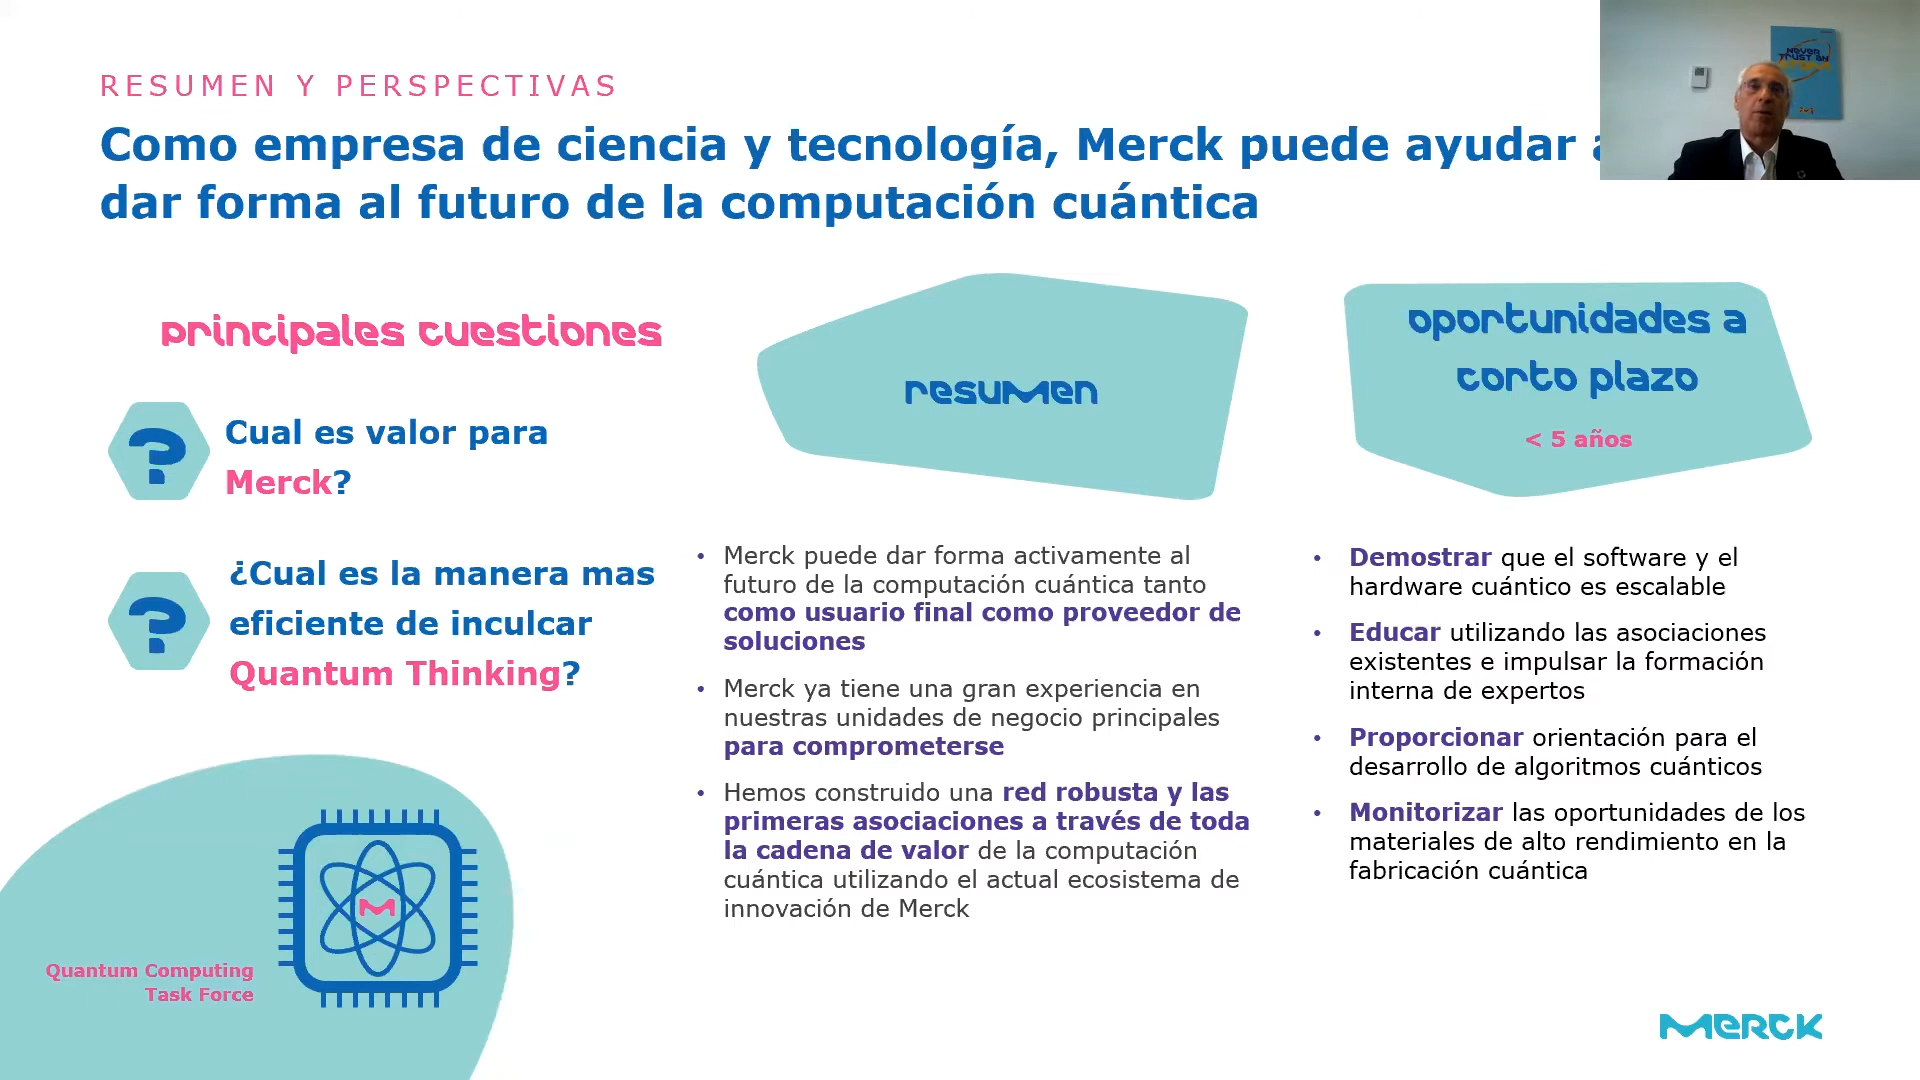 RESUMEN Y PERSPECTIVAS
Como empresa de ciencia y tecnología, Merck puede ayudar a
dar forma al futuro de la computación cuántica
NEVER
TRUST AN
principales cuestiones
Cual es valor para
Merck?
¿Cual es la manera mas
eficiente de inculcar
Quantum Thinking?
Quantum Computing
Task Force
resumen
• Merck puede dar forma activamente al
futuro de la computación cuántica tanto
como usuario final como proveedor de
soluciones
• Merck ya tiene una gran experiencia en
nuestras unidades de negocio principales
para comprometerse
• Hemos construido una red robusta y las
primeras asociaciones a través de toda
la cadena de valor de la computación
cuántica utilizando el actual ecosistema de
innovación de Merck
oportunidades a
corto plazo
< 5 años
• Demostrar que el software y el
hardware cuántico es escalable
• Educar utilizando las asociaciones
existentes e impulsar la formación
interna de expertos
• Proporcionar orientación para el
desarrollo de algoritmos cuánticos
• Monitorizar las oportunidades de los
materiales de alto rendimiento en la
fabricación cuántica
MERCK